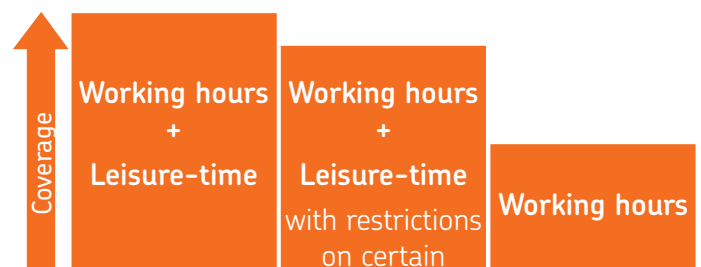 Coverage
Working hours
+
Leisure-time
Working hours
+
Leisure-time
with restrictions
on certain
Working hours